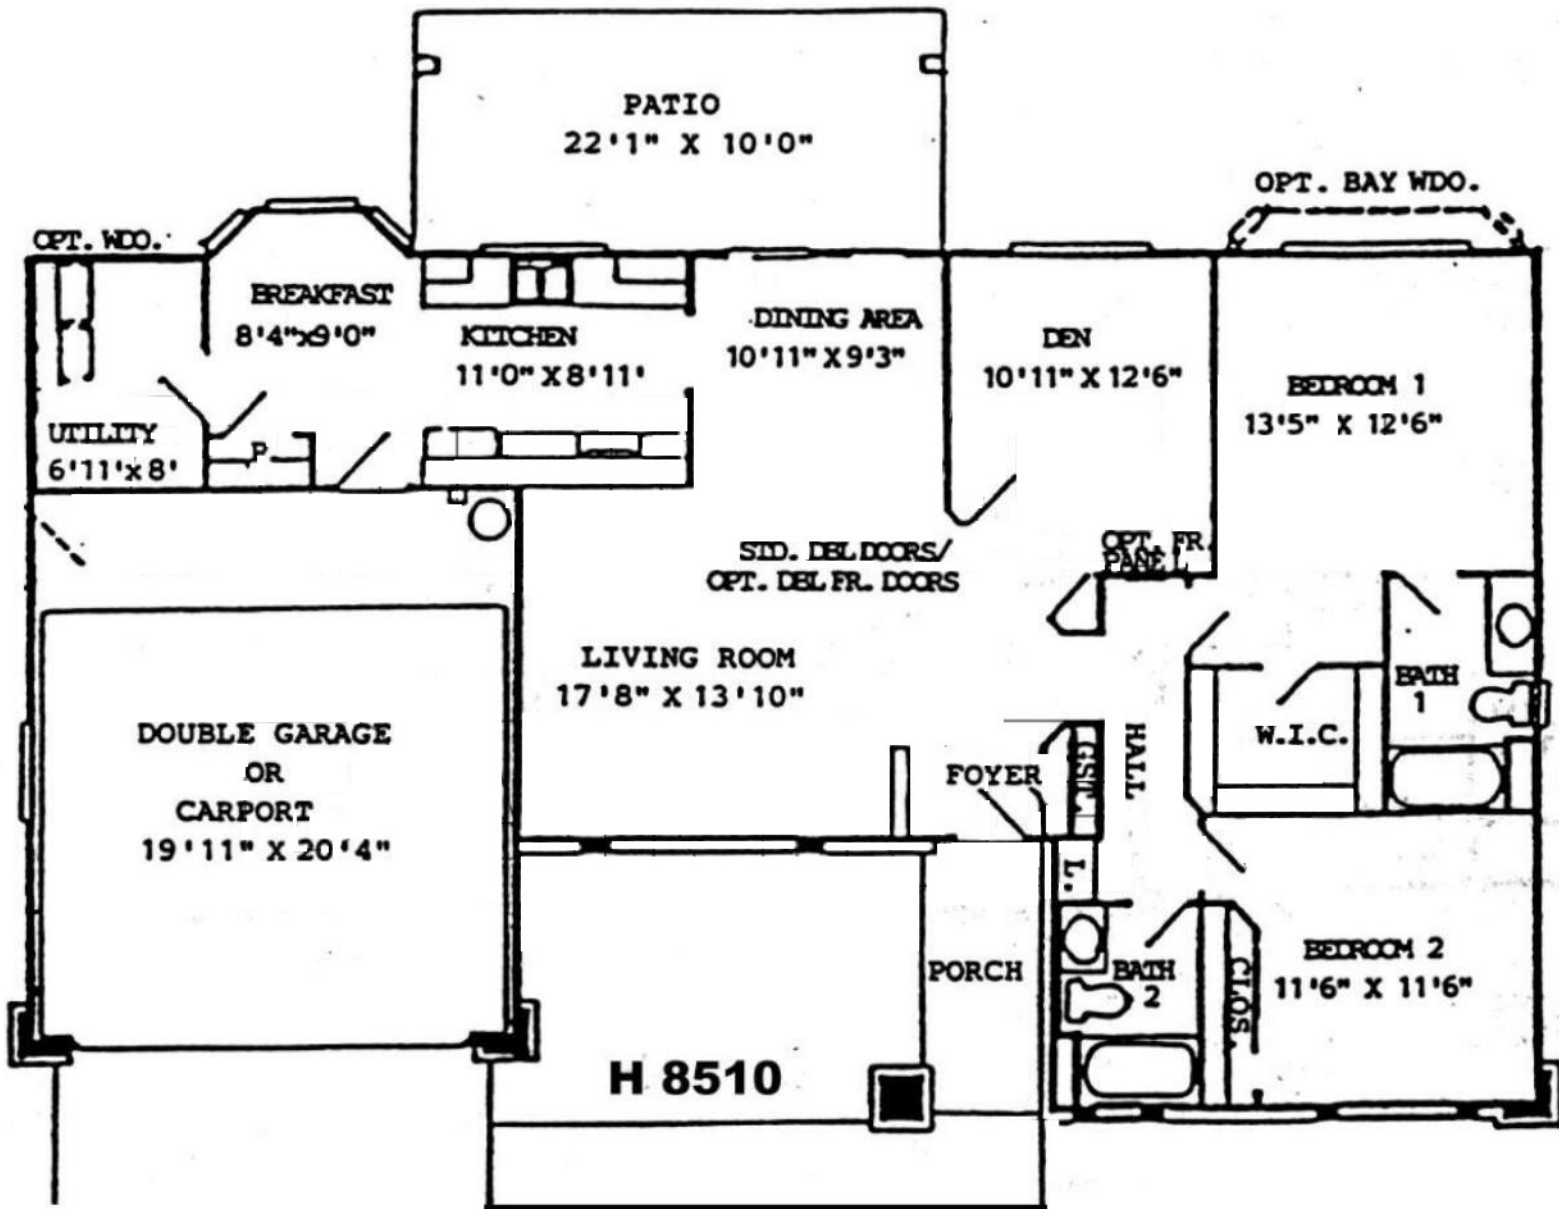 PATIO
22'1" X 10'0"
OPT. BAY WDO.
OPT. WDO.
BREAKFAST
8'4"x9'0"
KITCHEN
11'0" X 8'11'
DINING AREA
10'11" X 9'3"
DEN
10'11" X 12'6"
BEDROOM 1
13'5" X 12'6"
UTILITY
6'11'x8'
P
STD. DBL DOORS/
OPT. DBL FR. DOORS
OPT. FR.
PANEL
LIVING ROOM
17'8" X 13'10"
BATH
1
W.I.C.
HALL
GST.
FOYER
DOUBLE GARAGE
OR
CARPORT
19'11" X 20'4"
L.
PORCH
BATH
2
CLOS.
BEDROOM 2
11'6" X 11'6"
H 8510